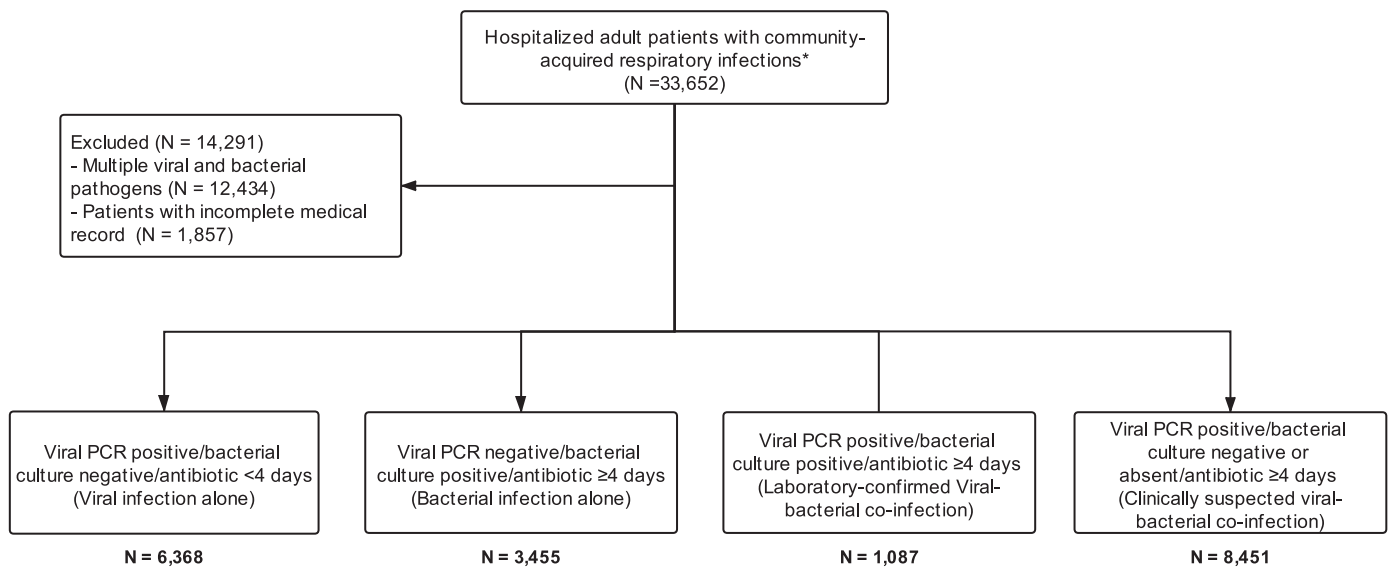 Hospitalized adult patients with community-
acquired respiratory infections*
(N =33,652)
Excluded (N = 14,291)
- Multiple viral and bacterial
pathogens (N = 12,434)
- Patients with incomplete medical
record (N = 1,857)
Viral PCR positive/bacterial
culture negative/antibiotic <4 days
(Viral infection alone)
N = 6,368
Viral PCR negative/bacterial
culture positive/antibiotic ≥4 days
(Bacterial infection alone)
N = 3,455
Viral PCR positive/bacterial
culture positive/antibiotic ≥4 days
(Laboratory-confirmed Viral-
bacterial co-infection)
N = 1,087
Viral PCR positive/bacterial
culture negative or
absent/antibiotic ≥4 days
(Clinically suspected viral-
bacterial co-infection)
N = 8,451